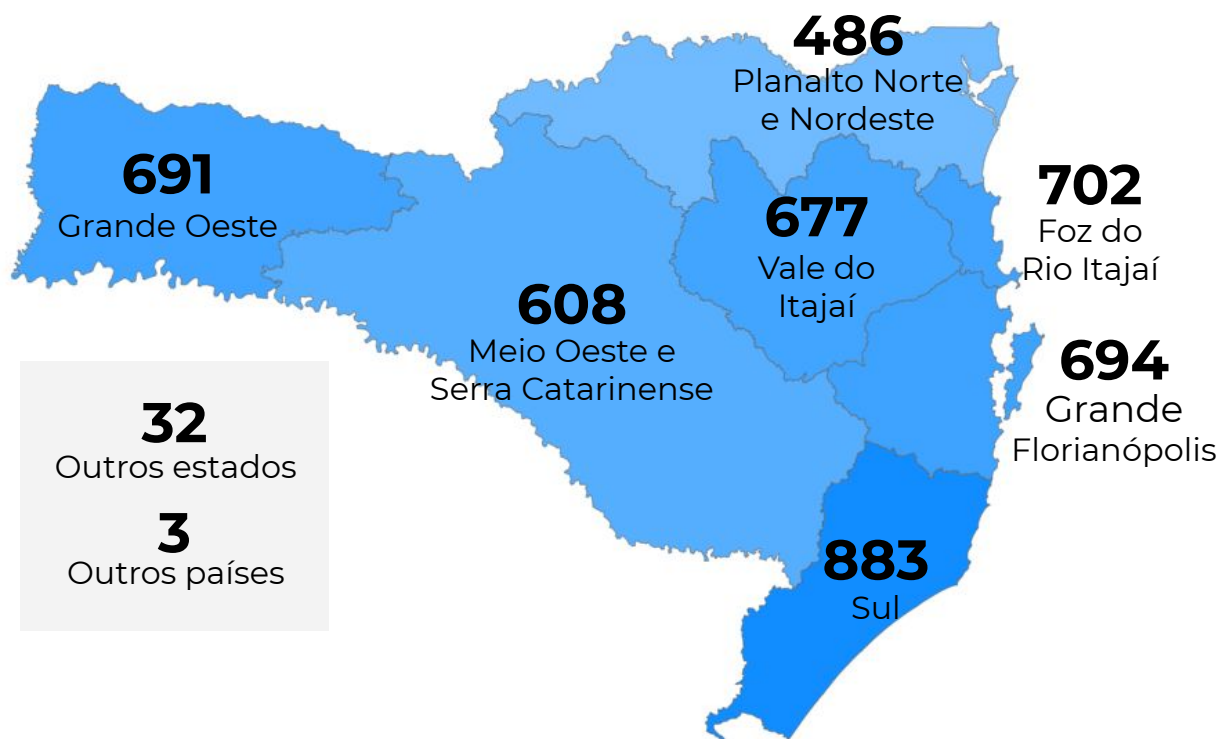 486
Planalto Norte
e Nordeste
691
Grande Oeste
702
Foz do
Rio Itajaí
677
Vale do
Itajaí
608
Meio Oeste e
Serra Catarinense
694
Grande
Florianópolis
32
Outros estados
3
Outros países
883
Sul